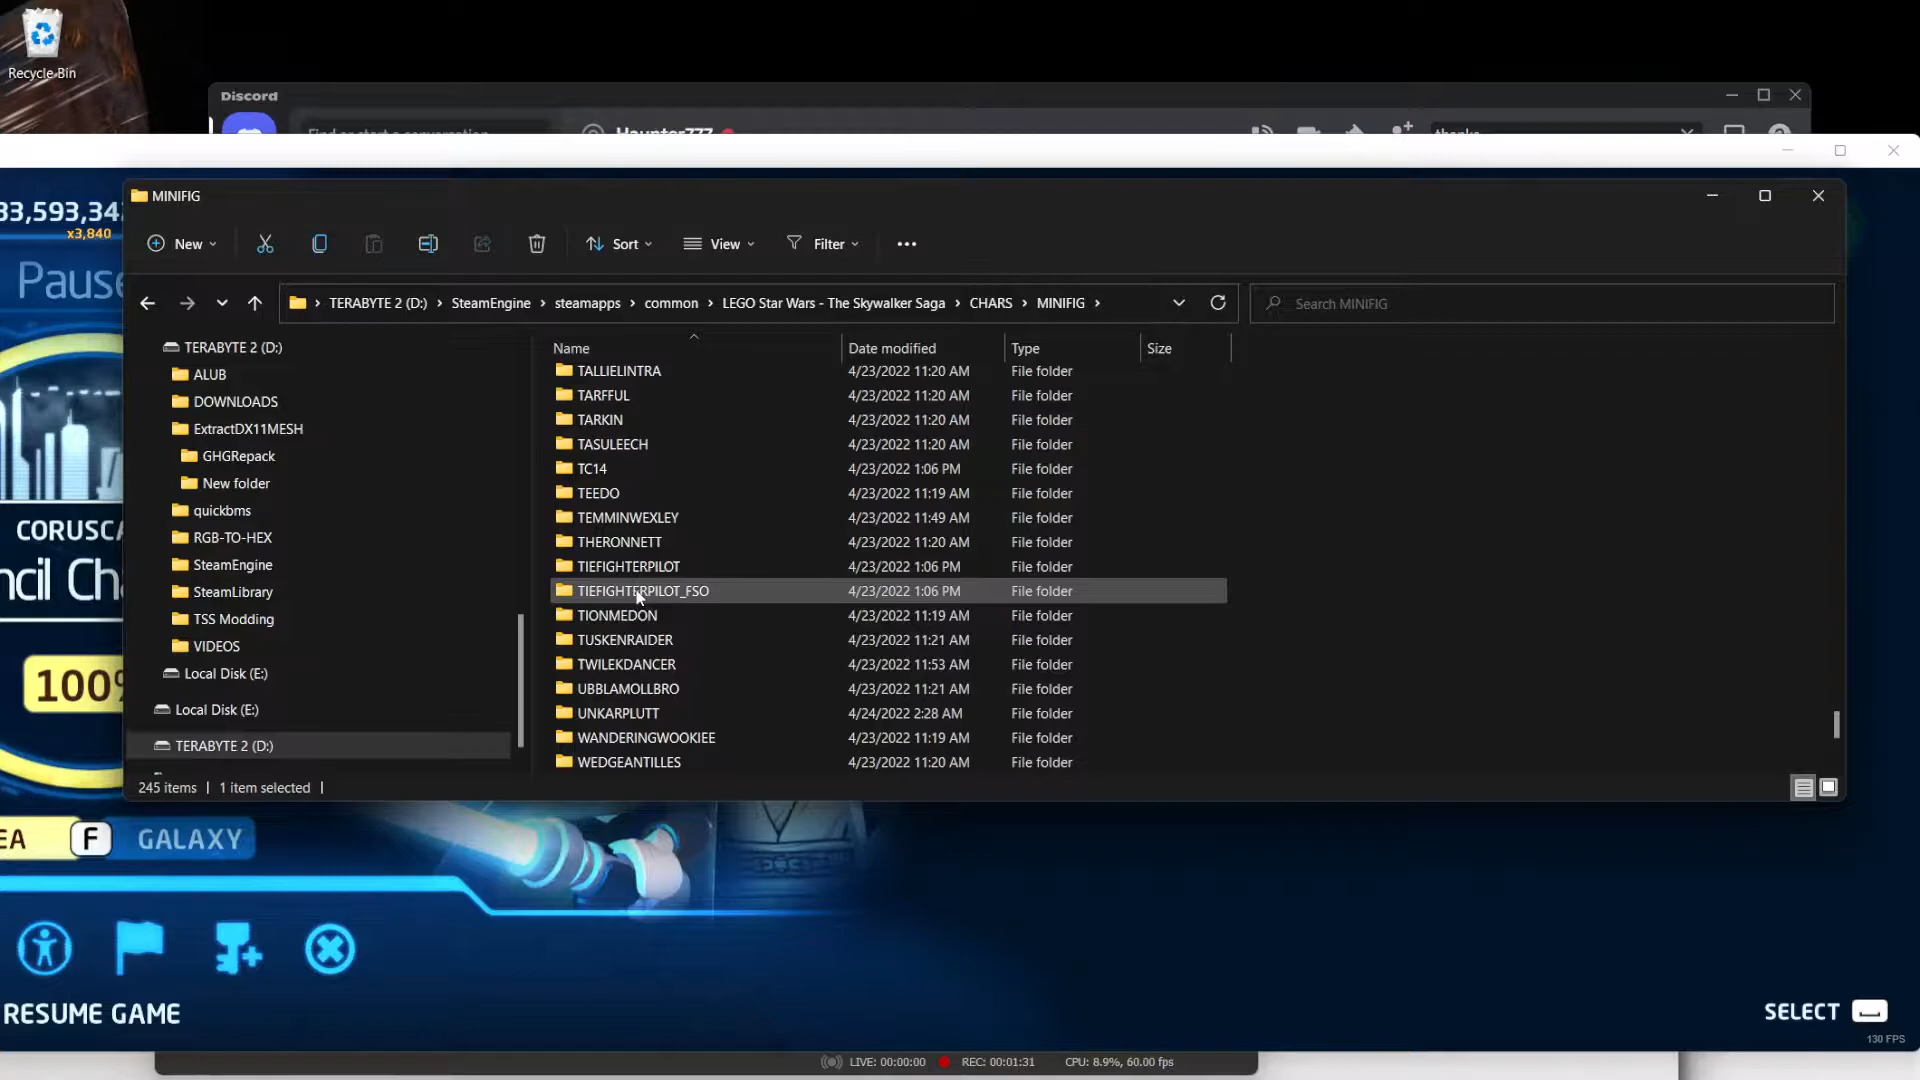 Recycle Bin
Discord
Find or start a conversation
Haunter777
thanks
MINIFIG
33,593,34
x3,840
Pause
New
Sort
View
Filter
TERABYTE 2 (D:) › SteamEngine › steamapps › common › LEGO Star Wars - The Skywalker Saga › CHARS › MINIFIG ›
Search MINIFIG
TERABYTE 2 (D:)
ALUB
DOWNLOADS
ExtractDX11MESH
GHGRepack
New folder
quickbms
RGB-TO-HEX
SteamEngine
SteamLibrary
TSS Modding
VIDEOS
Local Disk (E:)
Local Disk (E:)
TERABYTE 2 (D:)
Name Date modified Type Size
TALLIELINTRA 4/23/2022 11:20 AM File folder
TARFFUL 4/23/2022 11:20 AM File folder
TARKIN 4/23/2022 11:20 AM File folder
TASULEECH 4/23/2022 11:20 AM File folder
TC14 4/23/2022 1:06 PM File folder
TEEDO 4/23/2022 11:19 AM File folder
TEMMINWEXLEY 4/23/2022 11:49 AM File folder
THERONNETT 4/23/2022 11:20 AM File folder
TIEFIGHTERPILOT 4/23/2022 1:06 PM File folder
TIEFIGHTERPILOT_FSO 4/23/2022 1:06 PM File folder
TIONMEDON 4/23/2022 11:19 AM File folder
TUSKENRAIDER 4/23/2022 11:21 AM File folder
TWILEKDANCER 4/23/2022 11:53 AM File folder
UBBLAMOLLBRO 4/23/2022 11:21 AM File folder
UNKARPLUTT 4/24/2022 2:28 AM File folder
WANDERINGWOOKIEE 4/23/2022 11:19 AM File folder
WEDGEANTILLES 4/23/2022 11:20 AM File folder
245 items | 1 item selected |
CORUSCA
ncil Ch
100%
EA F GALAXY
RESUME GAME
SELECT
130 FPS
LIVE: 00:00:00 REC: 00:01:31 CPU: 8.9%, 60.00 fps